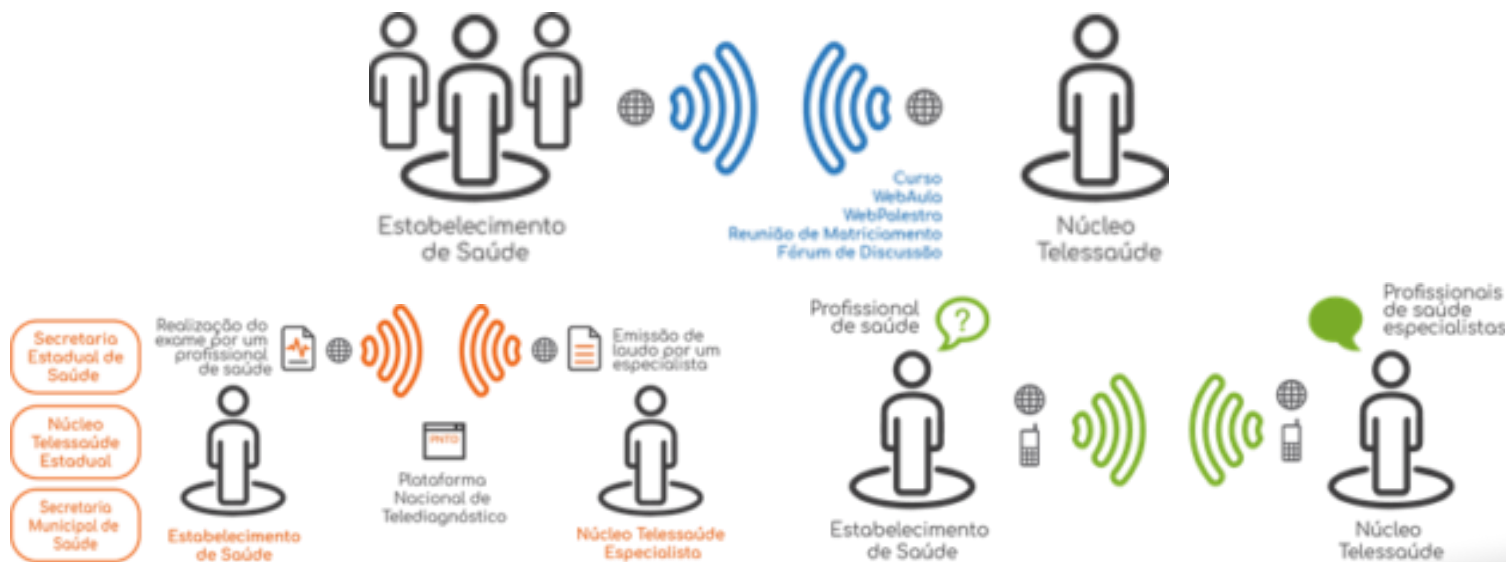 Estabelecimento
de Saúde
Curso
WebAula
WebPalestra
Reunião de Matriciamento
Fórum de Discussão
Núcleo
Telessaúde
Secretaria
Estadual de
Saúde
Núcleo
Telessaúde
Estadual
Secretaria
Municipal de
Saúde
Realização do
exame por um
profissional
de saúde
Estabelecimento
de Saúde
PNTD
Plataforma
Nacional de
Telediagnóstico
Emissão de
laudo por um
especialista
Núcleo Telessaúde
Especialista
Profissional
de saúde
?
Estabelecimento
de Saúde
Profissionais
de saúde
especialistas
Núcleo
Telessaúde